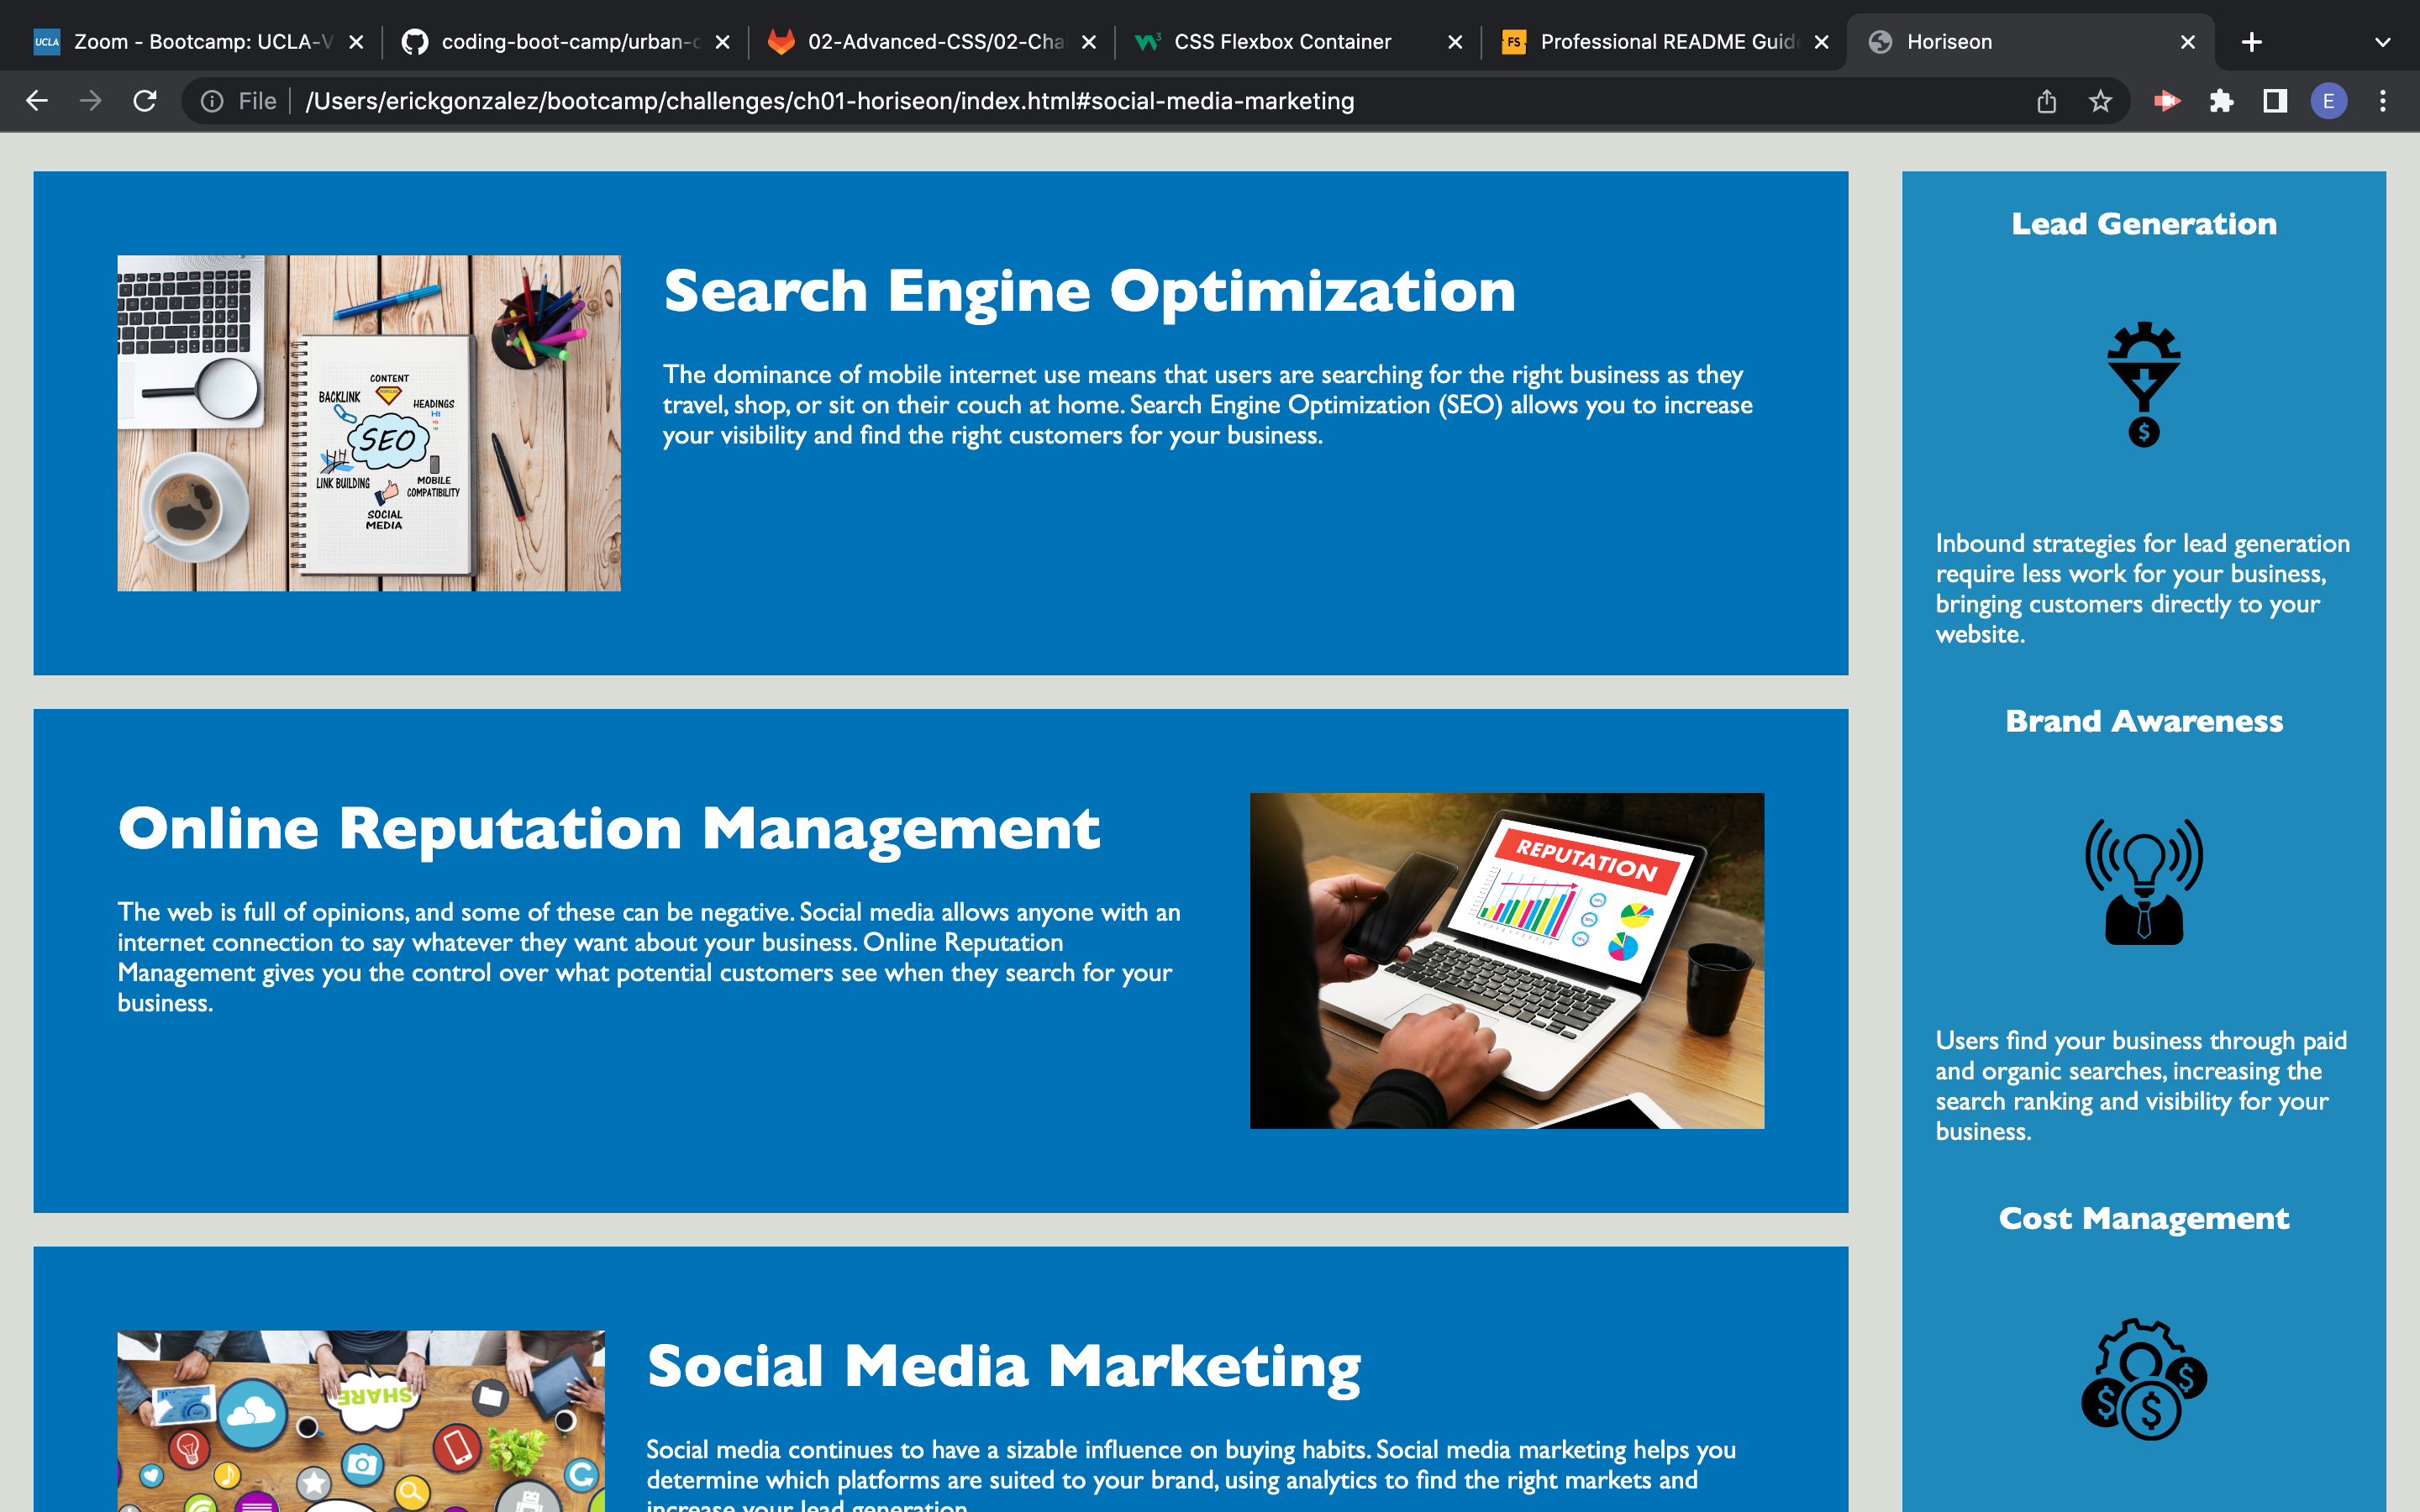 UCLA
Zoom - Bootcamp: UCLA-V
coding-boot-camp/urban-c
02-Advanced-CSS/02-Cha
CSS Flexbox Container
FS
Professional README Guid
Horiseon
File
/Users/erickgonzalez/bootcamp/challenges/ch01-horiseon/index.html#social-media-marketing
E
CONTENT
BACKLINK
HEADINGS
H1
SEO
LINK BUILDING
MOBILE
COMPATIBILITY
SOCIAL
MEDIA
Search Engine Optimization
The dominance of mobile internet use means that users are searching for the right business as they
travel, shop, or sit on their couch at home. Search Engine Optimization (SEO) allows you to increase
your visibility and find the right customers for your business.
Online Reputation Management
The web is full of opinions, and some of these can be negative. Social media allows anyone with an
internet connection to say whatever they want about your business. Online Reputation
Management gives you the control over what potential customers see when they search for your
business.
REPUTATION
SHARE
Social Media Marketing
Social media continues to have a sizable influence on buying habits. Social media marketing helps you
determine which platforms are suited to your brand, using analytics to find the right markets and
increase your lead generation.
Lead Generation
$
Inbound strategies for lead generation
require less work for your business,
bringing customers directly to your
website.
Brand Awareness
Users find your business through paid
and organic searches, increasing the
search ranking and visibility for your
business.
Cost Management
$ $ $